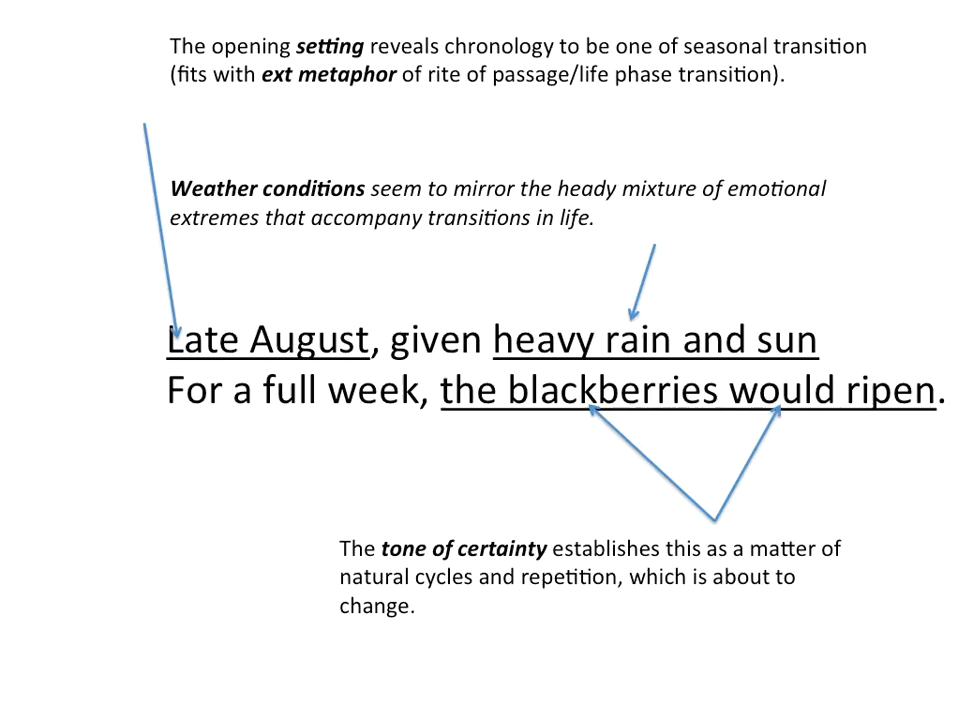 The opening setting reveals chronology to be one of seasonal transition
(fits with ext metaphor of rite of passage/life phase transition).
Weather conditions seem to mirror the heady mixture of emotional
extremes that accompany transitions in life.
Late August, given heavy rain and sun
For a full week, the blackberries would ripen.
The tone of certainty establishes this as a matter of
natural cycles and repetition, which is about to
change.